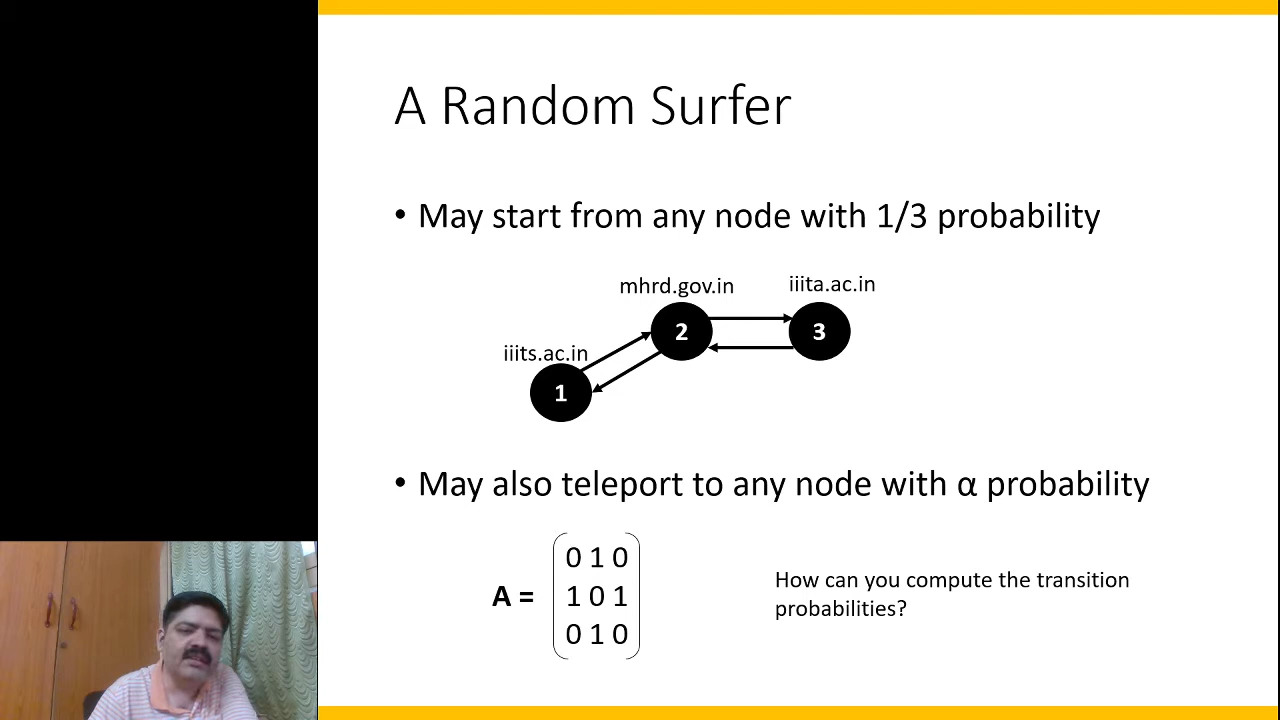 A Random Surfer
• May start from any node with 1/3 probability
mhrd.gov.in
iiita.ac.in
2
3
iiits.ac.in
1
• May also teleport to any node with α probability
A =
0 1 0
1 0 1
0 1 0
How can you compute the transition
probabilities?